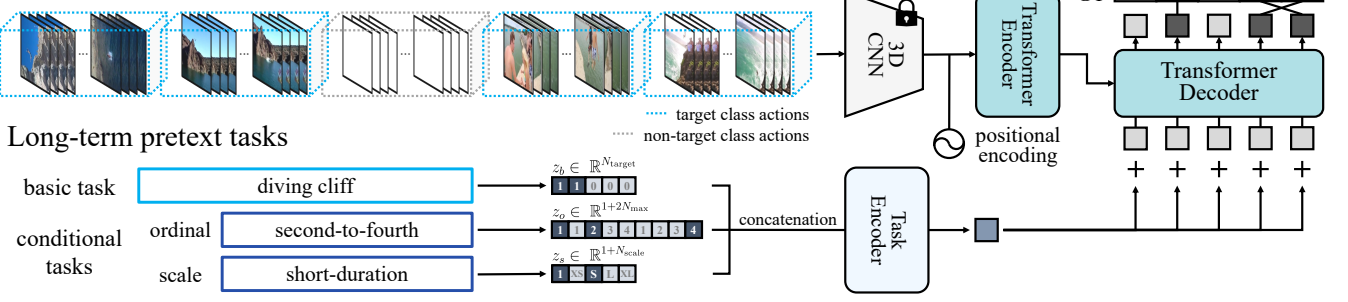 3D
CNN
Transformer
Encoder
Transformer
Decoder
target class actions
non-target class actions
positional
encoding
Long-term pretext tasks
basic task
diving cliff
z_b ∈ ℝ^{N_target}
1 1 0 0 0
conditional
tasks
ordinal
second-to-fourth
z_o ∈ ℝ^{1+2N_max}
1 1 2 3 4 1 2 3 4
scale
short-duration
z_s ∈ ℝ^{1+N_scale}
1 XS S L XL
concatenation
Task
Encoder